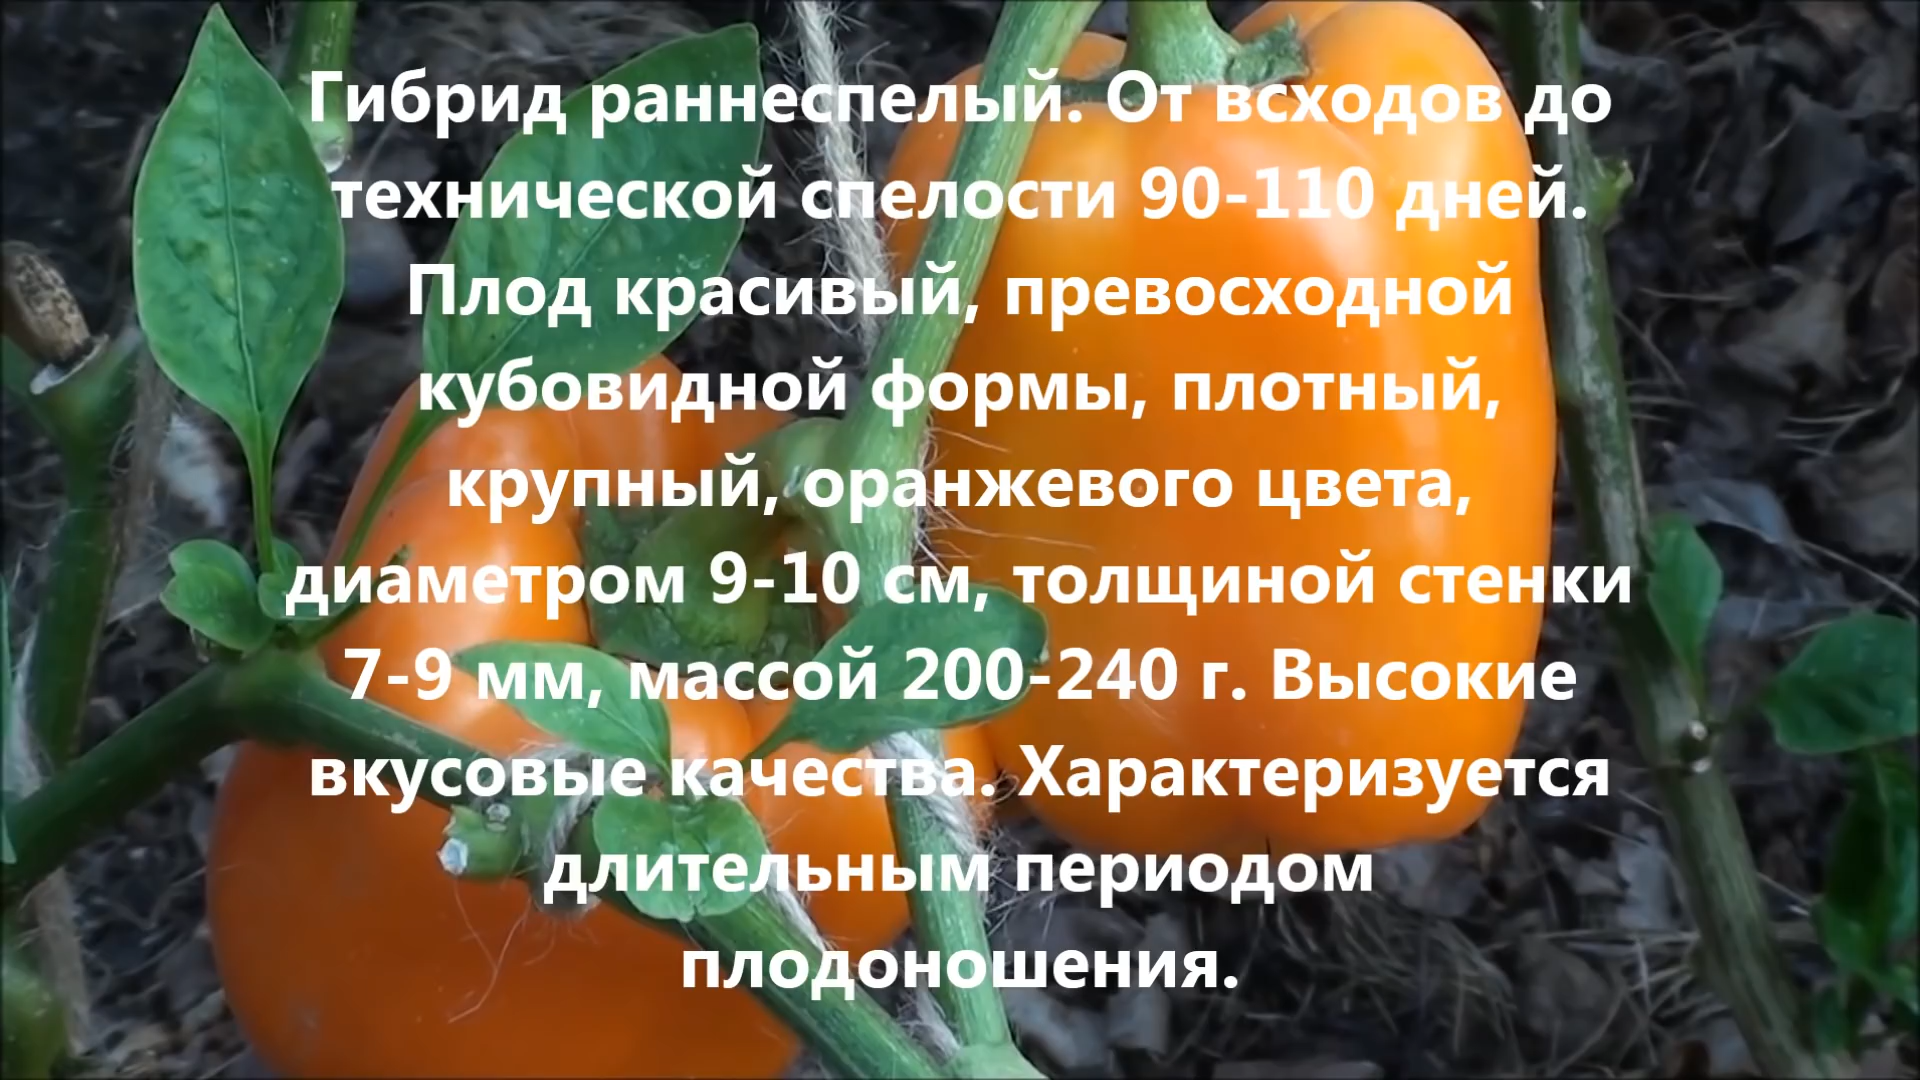 Гибрид раннеспелый. От всходов до
технической спелости 90-110 дней.
Плод красивый, превосходной
кубовидной формы, плотный,
крупный, оранжевого цвета,
диаметром 9-10 см, толщиной стенки
7-9 мм, массой 200-240 г. Высокие
вкусовые качества. Характеризуется
длительным периодом
плодоношения.